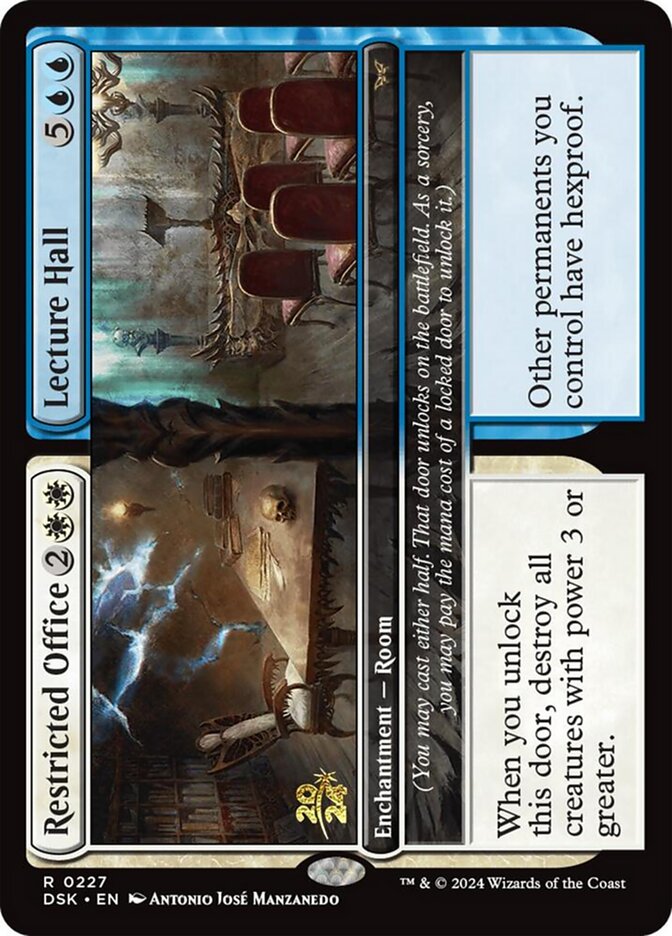 Restricted Office 2
Enchantment — Room
(You may cast either half. That door unlocks on the battlefield. As a sorcery,
you may pay the mana cost of a locked door to unlock it.)
When you unlock
this door, destroy all
creatures with power 3 or
greater.
Lecture Hall 5
Other permanents you
control have hexproof.
2024
R 0227
DSK • EN Antonio José Manzanedo
™ & © 2024 Wizards of the Coast